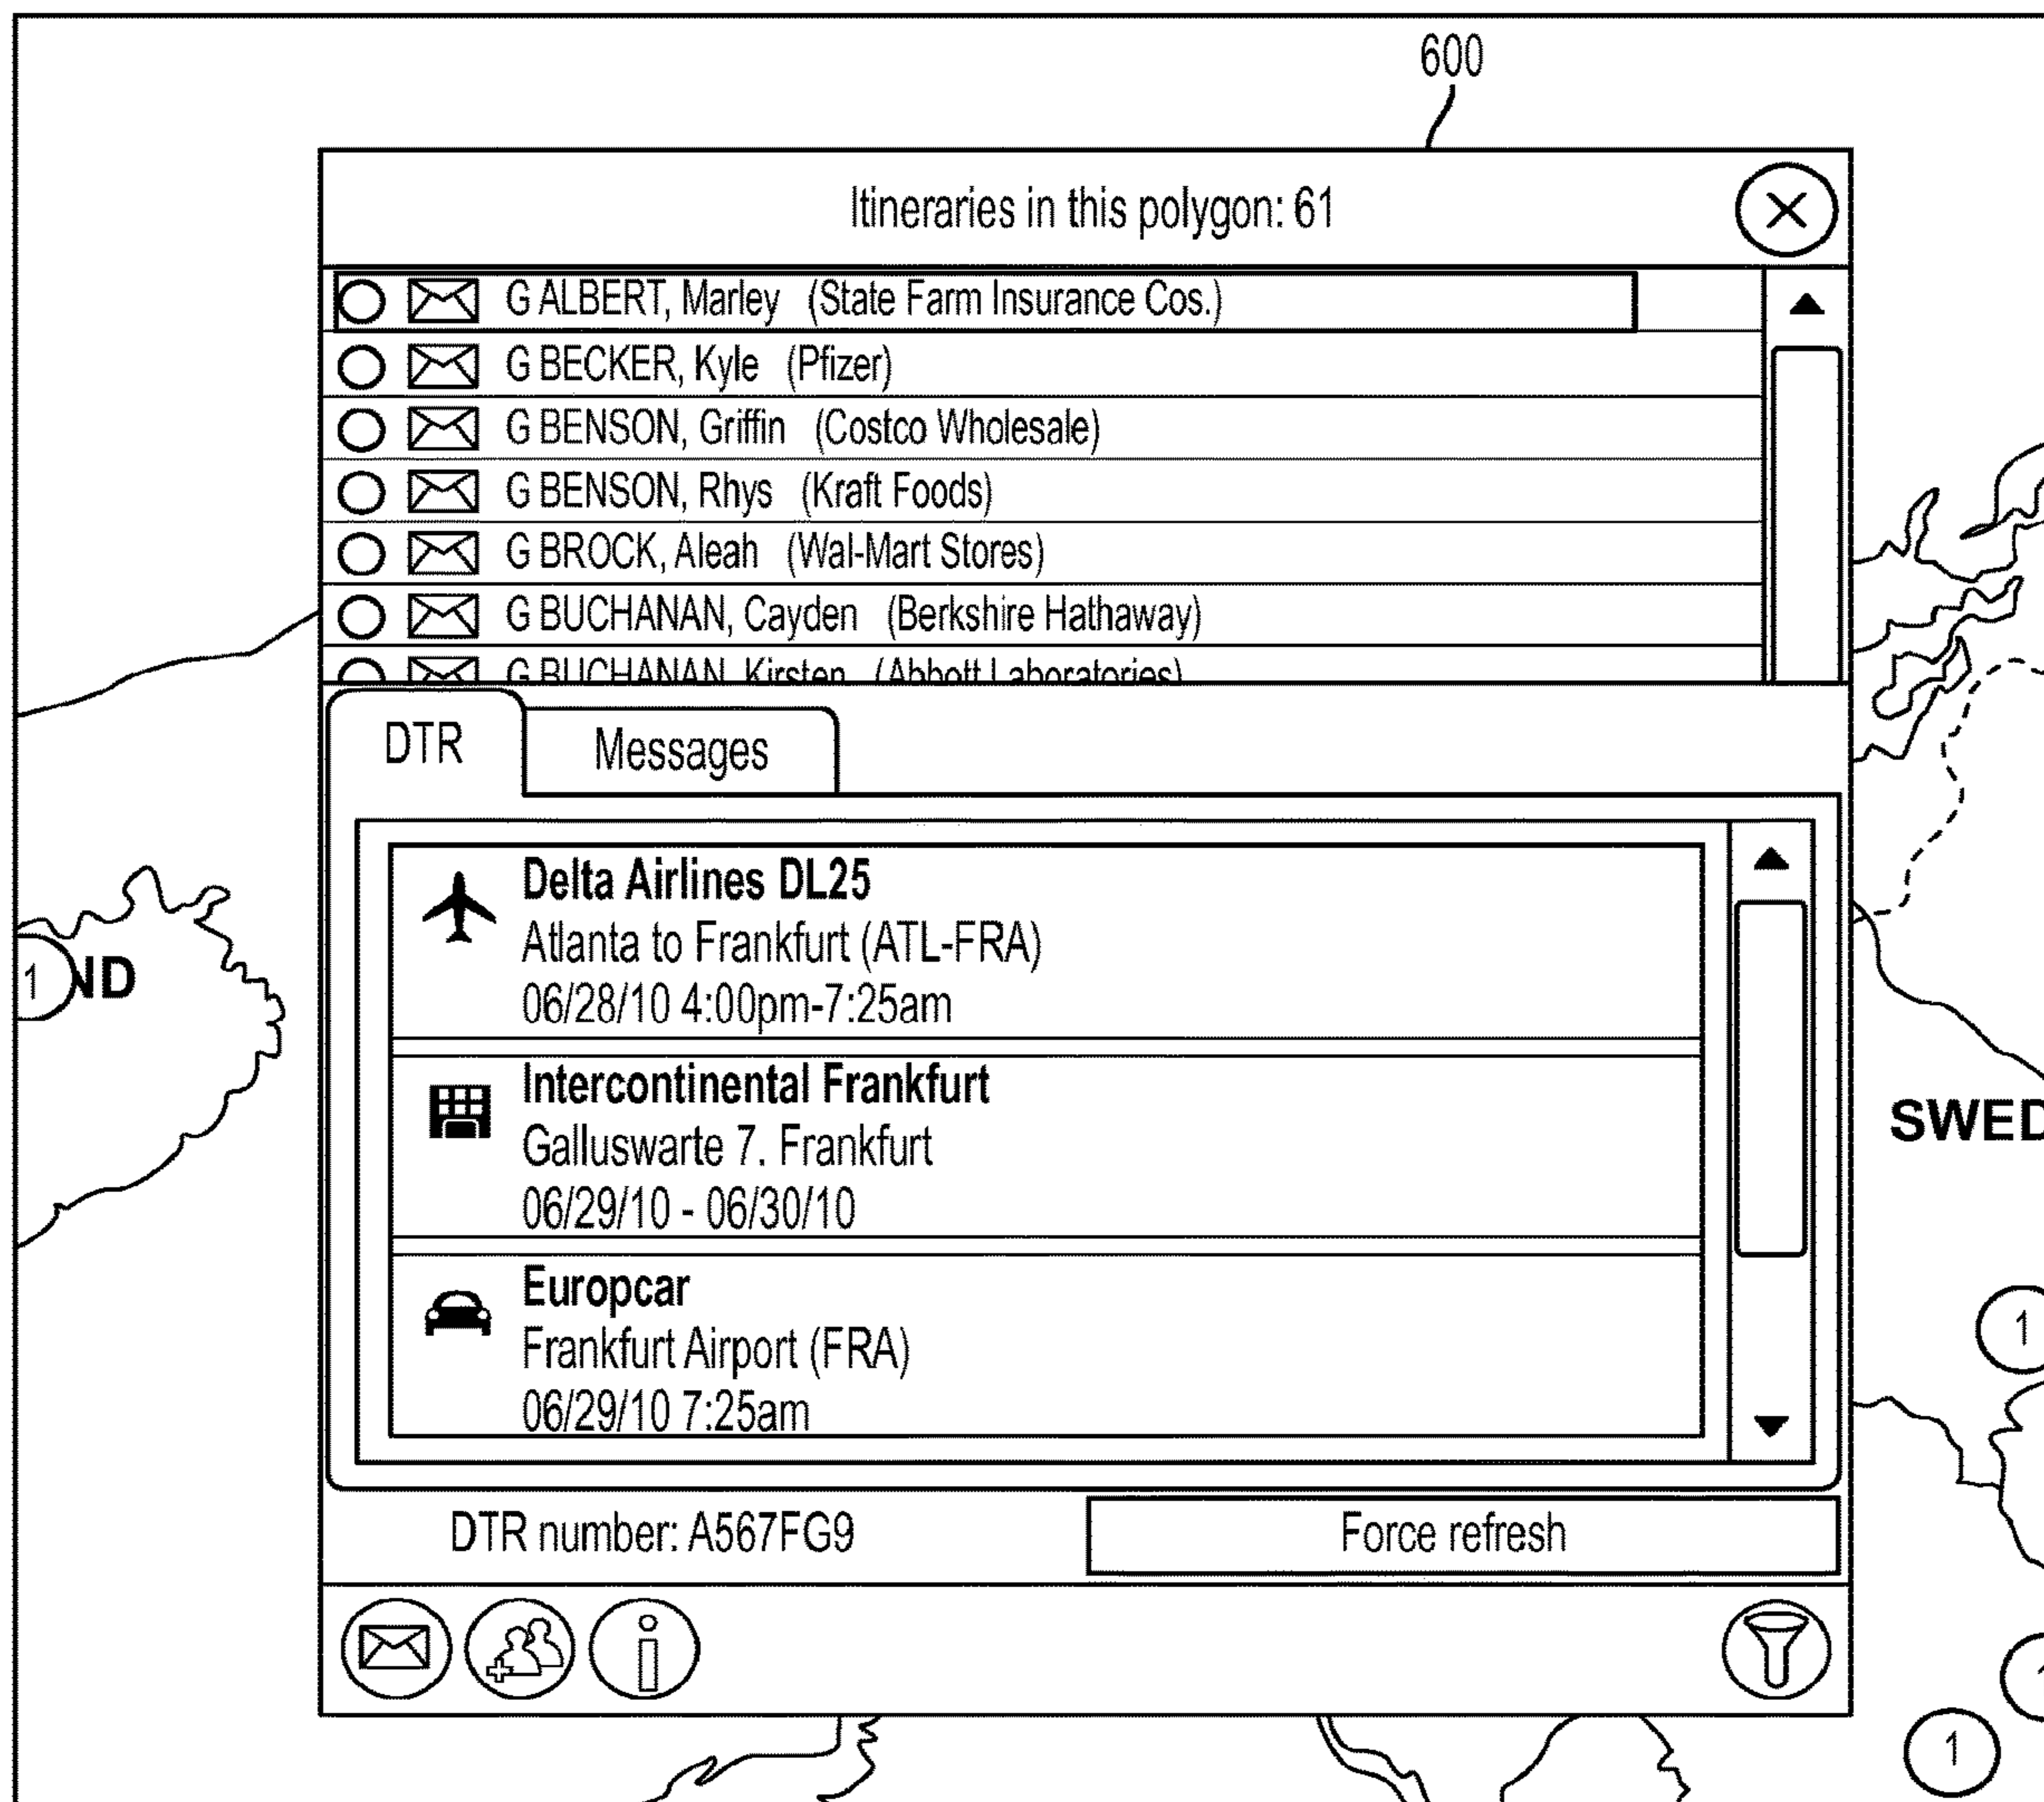 600
Itineraries in this polygon: 61
G ALBERT, Marley (State Farm Insurance Cos.)
G BECKER, Kyle (Pfizer)
G BENSON, Griffin (Costco Wholesale)
G BENSON, Rhys (Kraft Foods)
G BROCK, Aleah (Wal-Mart Stores)
G BUCHANAN, Cayden (Berkshire Hathaway)
G BUCHANAN, Kirsten (Abbott Laboratories)
DTR
Messages
Delta Airlines DL25
Atlanta to Frankfurt (ATL-FRA)
06/28/10 4:00pm-7:25am
1
ND
Intercontinental Frankfurt
Galluswarte 7. Frankfurt
06/29/10 - 06/30/10
SWED
Europcar
Frankfurt Airport (FRA)
06/29/10 7:25am
1
DTR number: A567FG9
Force refresh
1